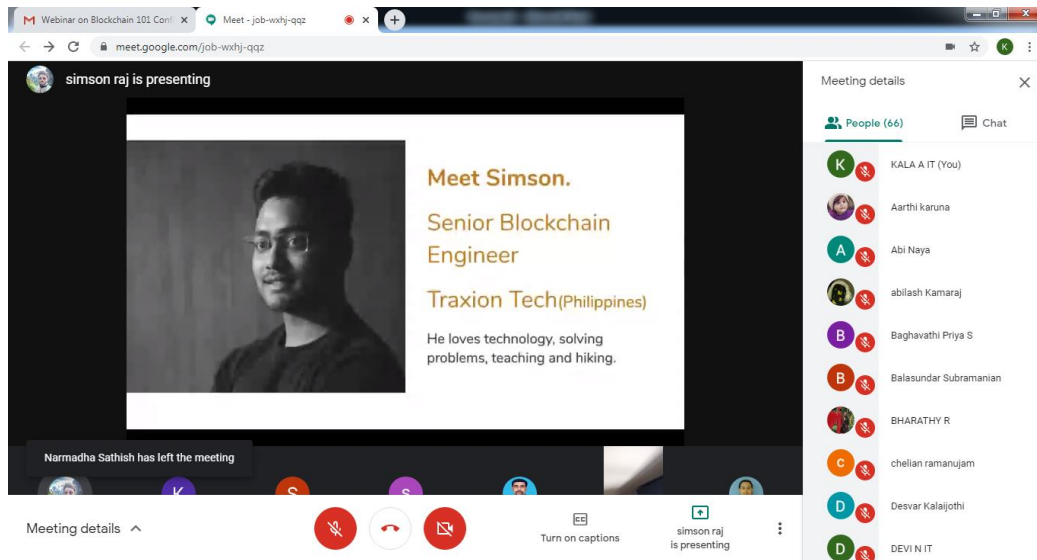 Webinar on Blockchain 101 Conf
Meet - job-wxhj-qqz
meet.google.com/job-wxhj-qqz
K
simson raj is presenting
Meet Simson.
Senior Blockchain
Engineer
Traxion Tech(Philippines)
He loves technology, solving
problems, teaching and hiking.
Narmadha Sathish has left the meeting
K
S
s
Meeting details
Turn on captions
simson raj
is presenting
Meeting details
People (66)
Chat
K
KALA A IT (You)
Aarthi karuna
A
Abi Naya
abilash Kamaraj
B
Baghavathi Priya S
B
Balasundar Subramanian
BHARATHY R
c
chelian ramanujam
D
Desvar Kalaijothi
D
DEVI N IT